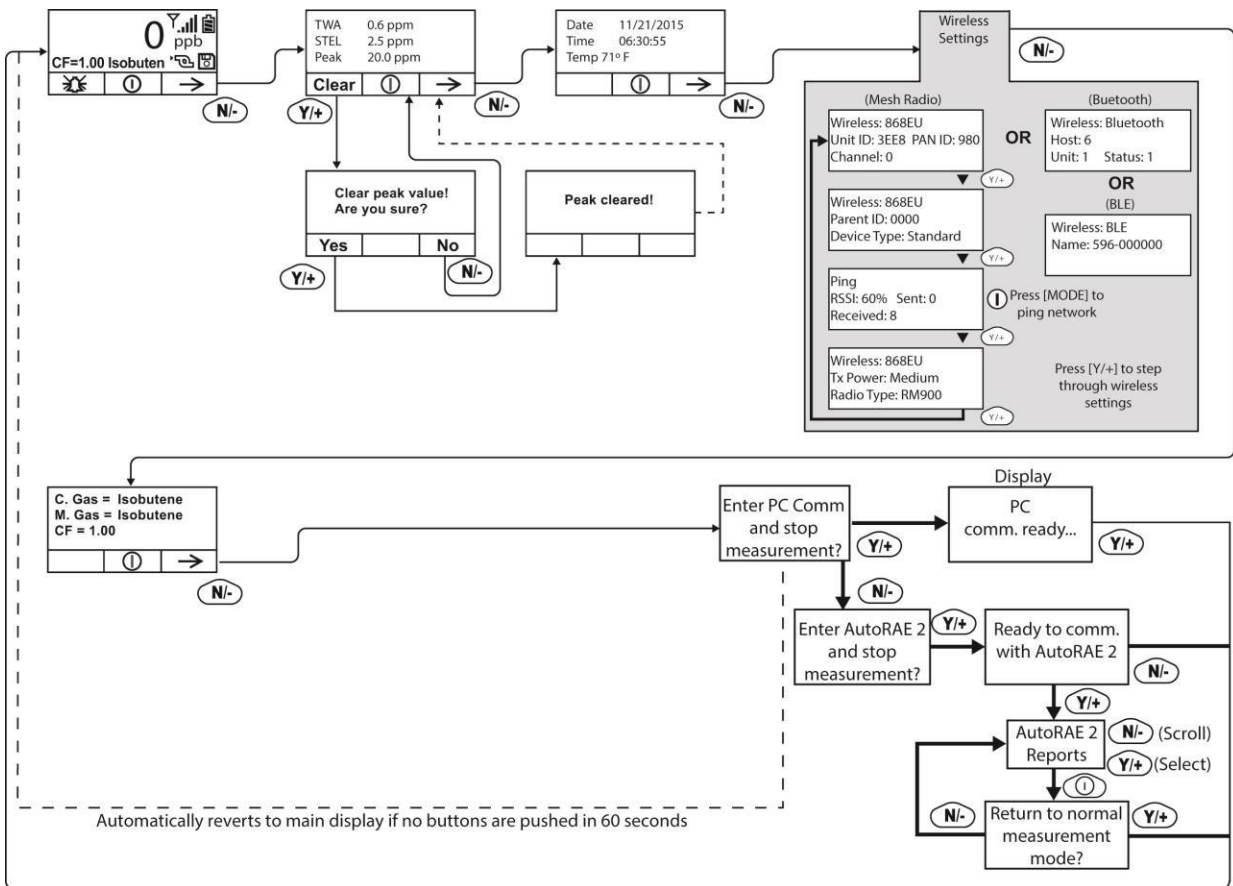 0
ppb
CF=1.00 Isobuten
N/-
TWA 0.6 ppm
STEL 2.5 ppm
Peak 20.0 ppm
Clear
Y/+
N/-
Date 11/21/2015
Time 06:30:55
Temp 71º F
N/-
Wireless
Settings
N/-
Clear peak value!
Are you sure?
Yes No
Y/+
N/-
Peak cleared!
(Mesh Radio)
Wireless: 868EU
Unit ID: 3EE8 PAN ID: 980
Channel: 0
Y/+
Wireless: 868EU
Parent ID: 0000
Device Type: Standard
Y/+
Ping
RSSI: 60% Sent: 0
Received: 8
Y/+
Press [MODE] to
ping network
Wireless: 868EU
Tx Power: Medium
Radio Type: RM900
Y/+
OR
(Buetooth)
Wireless: Bluetooth
Host: 6
Unit: 1 Status: 1
OR
(BLE)
Wireless: BLE
Name: 596-000000
Press [Y/+] to step
through wireless
settings
C. Gas = Isobutene
M. Gas = Isobutene
CF = 1.00
N/-
Enter PC Comm
and stop
measurement?
Y/+
N/-
Display
PC
comm. ready...
Y/+
Enter AutoRAE 2
and stop
measurement?
Y/+
Ready to comm.
with AutoRAE 2
N/-
Y/+
AutoRAE 2
Reports
N/- (Scroll)
Y/+ (Select)
Return to normal
measurement
mode?
N/-
Y/+
Automatically reverts to main display if no buttons are pushed in 60 seconds